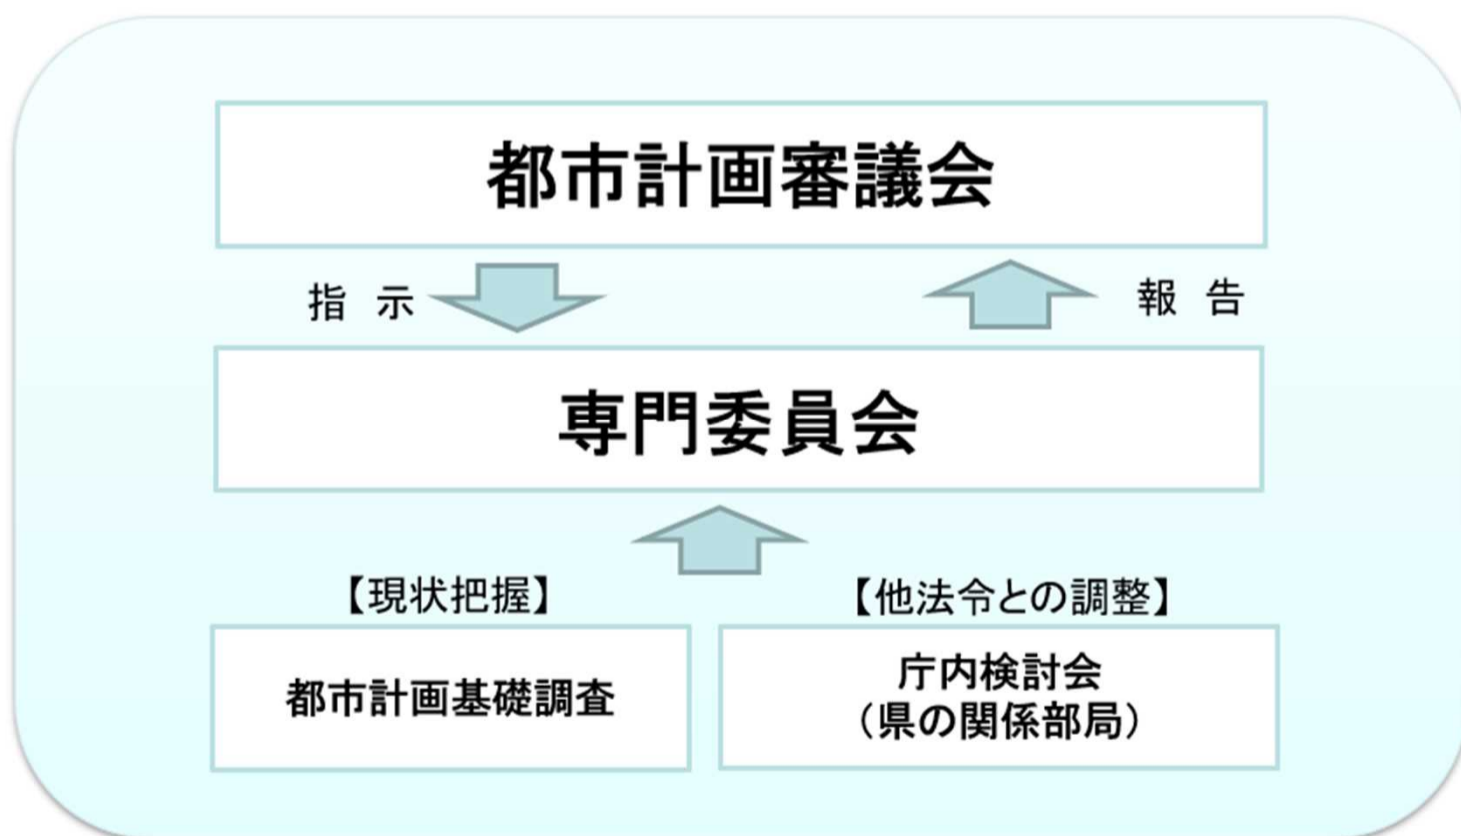 都市計画審議会
指 示
報 告
専門委員会
【現状把握】
【他法令との調整】
都市計画基礎調査
庁内検討会
（県の関係部局）